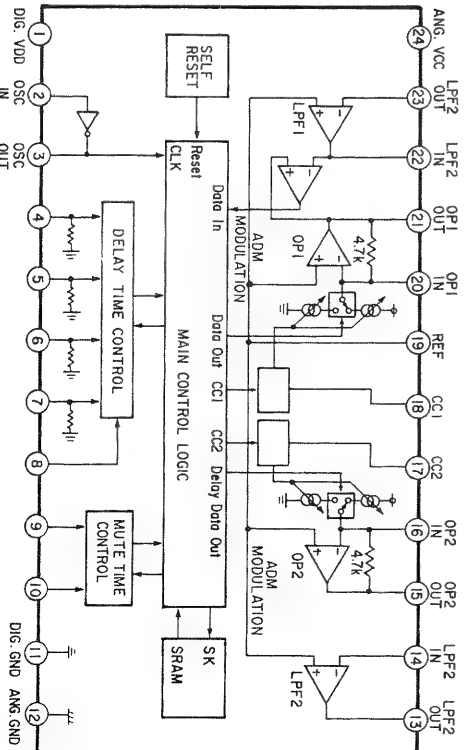 ANG. VCC
LPF2 OUT
LPF2 IN
OP1 OUT
OP1 IN
REF
CC1
CC2
OP2 IN
OP2 OUT
LPF2 IN
LPF2 OUT
24 23 22 21 20 19 18 17 16 15 14 13
4.7k
4.7k
LPF1
OP1
OP2
LPF2
ADM
MODULATION
ADM
MODULATION
Data In
Data Out
CC1
CC2
Delay Data Out
SELF
RESET
Reset
CLK
MAIN CONTROL LOGIC
SK
SRAM
DELAY TIME CONTROL
MUTE TIME
CONTROL
1 2 3 4 5 6 7 8 9 10 11 12
DIG. VDD
OSC IN
OSC OUT
DIG. GND
ANG. GND